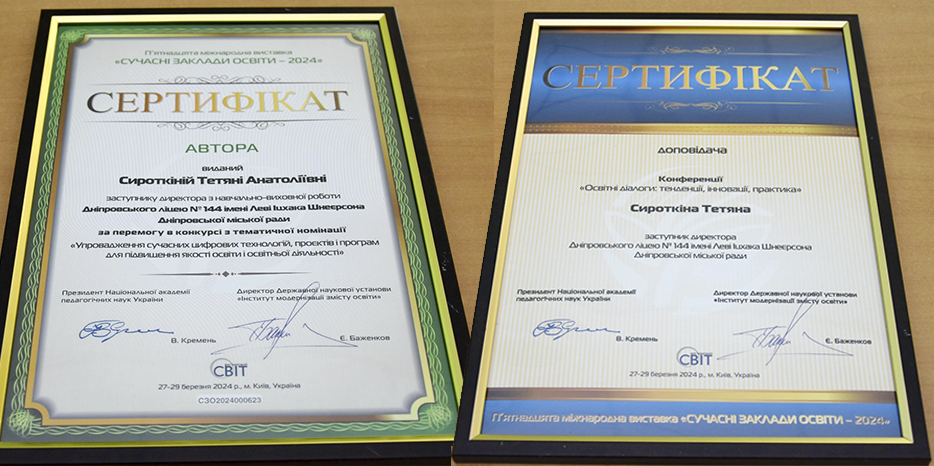 П'ятнадцята міжнародна виставка
«СУЧАСНІ ЗАКЛАДИ ОСВІТИ – 2024»
СЕРТИФІКАТ
АВТОРА
виданий
Сироткіній Тетяні Анатоліївні
заступнику директора з навчально-виховної роботи
Дніпровського ліцею № 144 імені Леві Іцхака Шнеєрсона
Дніпровської міської ради
за перемогу в конкурсі з тематичної номінації
«Упровадження сучасних цифрових технологій, проєктів і програм
для підвищення якості освіти і освітньої діяльності»
Президент Національної академії
педагогічних наук України
Директор Державної наукової установи
«Інститут модернізації змісту освіти»
В. Кремень
Є. Баженков
СВІТ
27-29 березня 2024 р., м. Київ, Україна
СЗО2024000623
СЕРТИФІКАТ
доповідача
Конференції
«Освітні діалоги: тенденції, інновації, практика»
Сироткіна Тетяна
заступник директора
Дніпровського ліцею № 144 імені Леві Іцхака Шнеєрсона
Дніпровської міської ради
Президент Національної академії
педагогічних наук України
Директор Державної наукової установи
«Інститут модернізації змісту освіти»
В. Кремень
Є. Баженков
СВІТ
27-29 березня 2024 р., м. Київ, Україна
П'ятнадцята міжнародна виставка «СУЧАСНІ ЗАКЛАДИ ОСВІТИ – 2024»